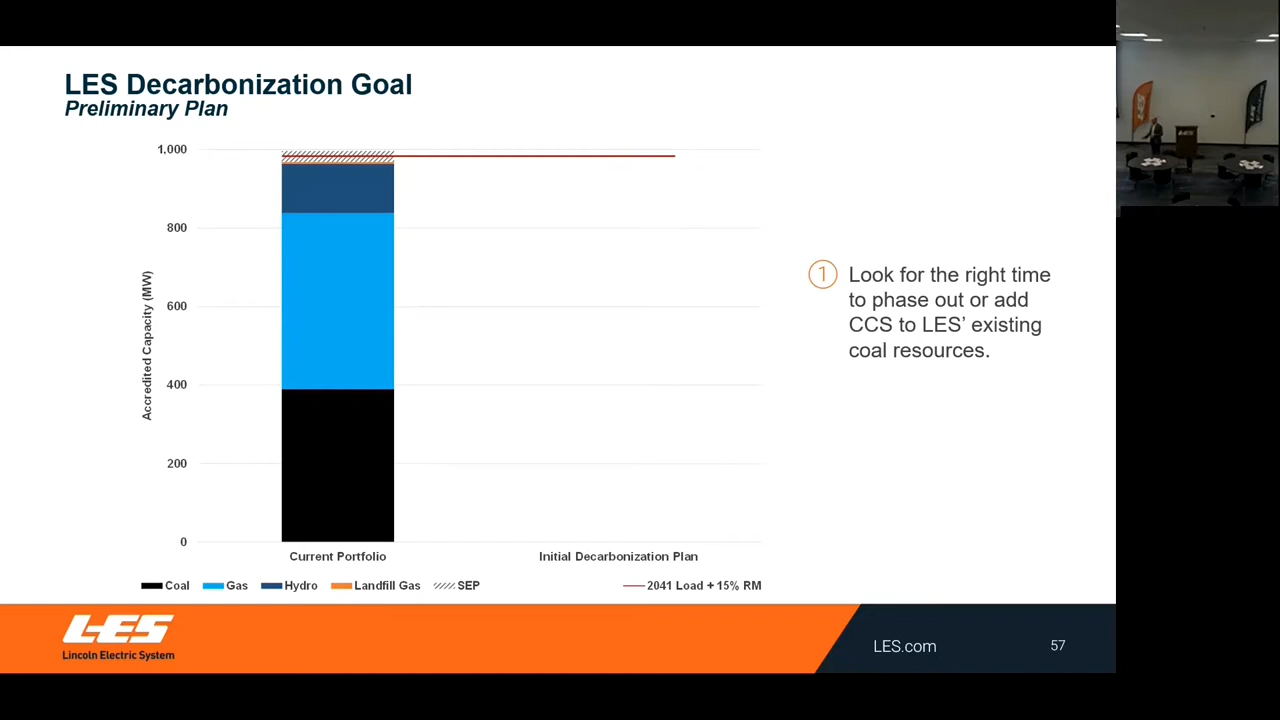 LES Decarbonization Goal
Preliminary Plan
1,000
800
600
400
200
0
Accredited Capacity (MW)
Current Portfolio
Initial Decarbonization Plan
Coal
Gas
Hydro
Landfill Gas
SEP
2041 Load + 15% RM
1
Look for the right time
to phase out or add
CCS to LES’ existing
coal resources.
LES
Lincoln Electric System
LES.com
57
LES
LES